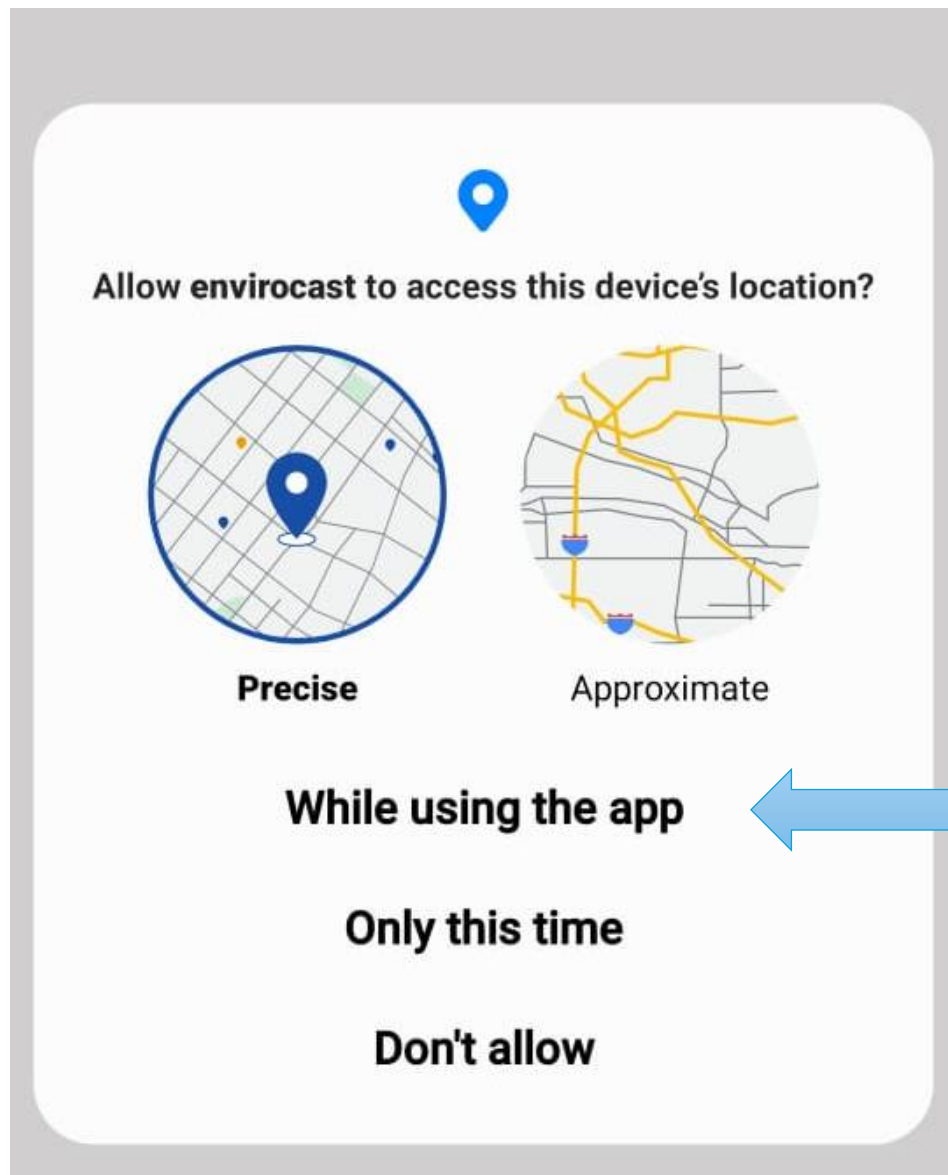 Allow envirocast to access this device's location?
Precise Approximate
While using the app
Only this time
Don't allow